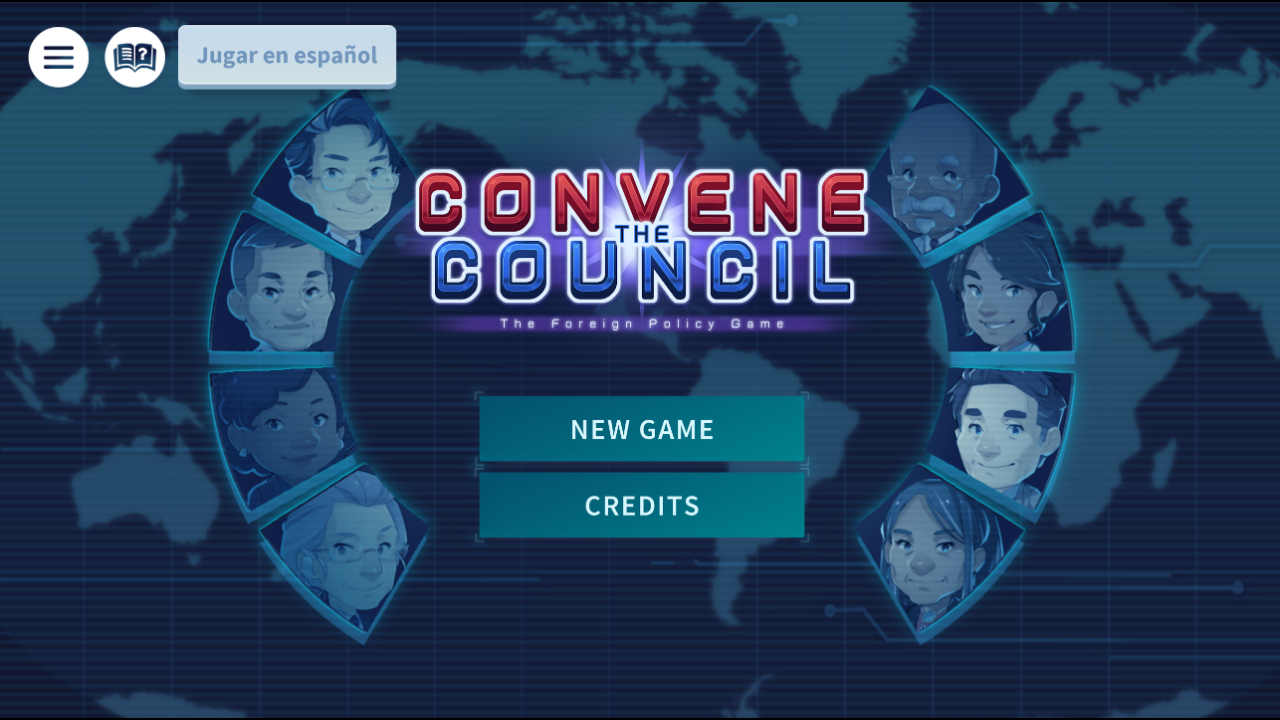 Jugar en español
CONVENE
THE
COUNCIL
The Foreign Policy Game
NEW GAME
CREDITS